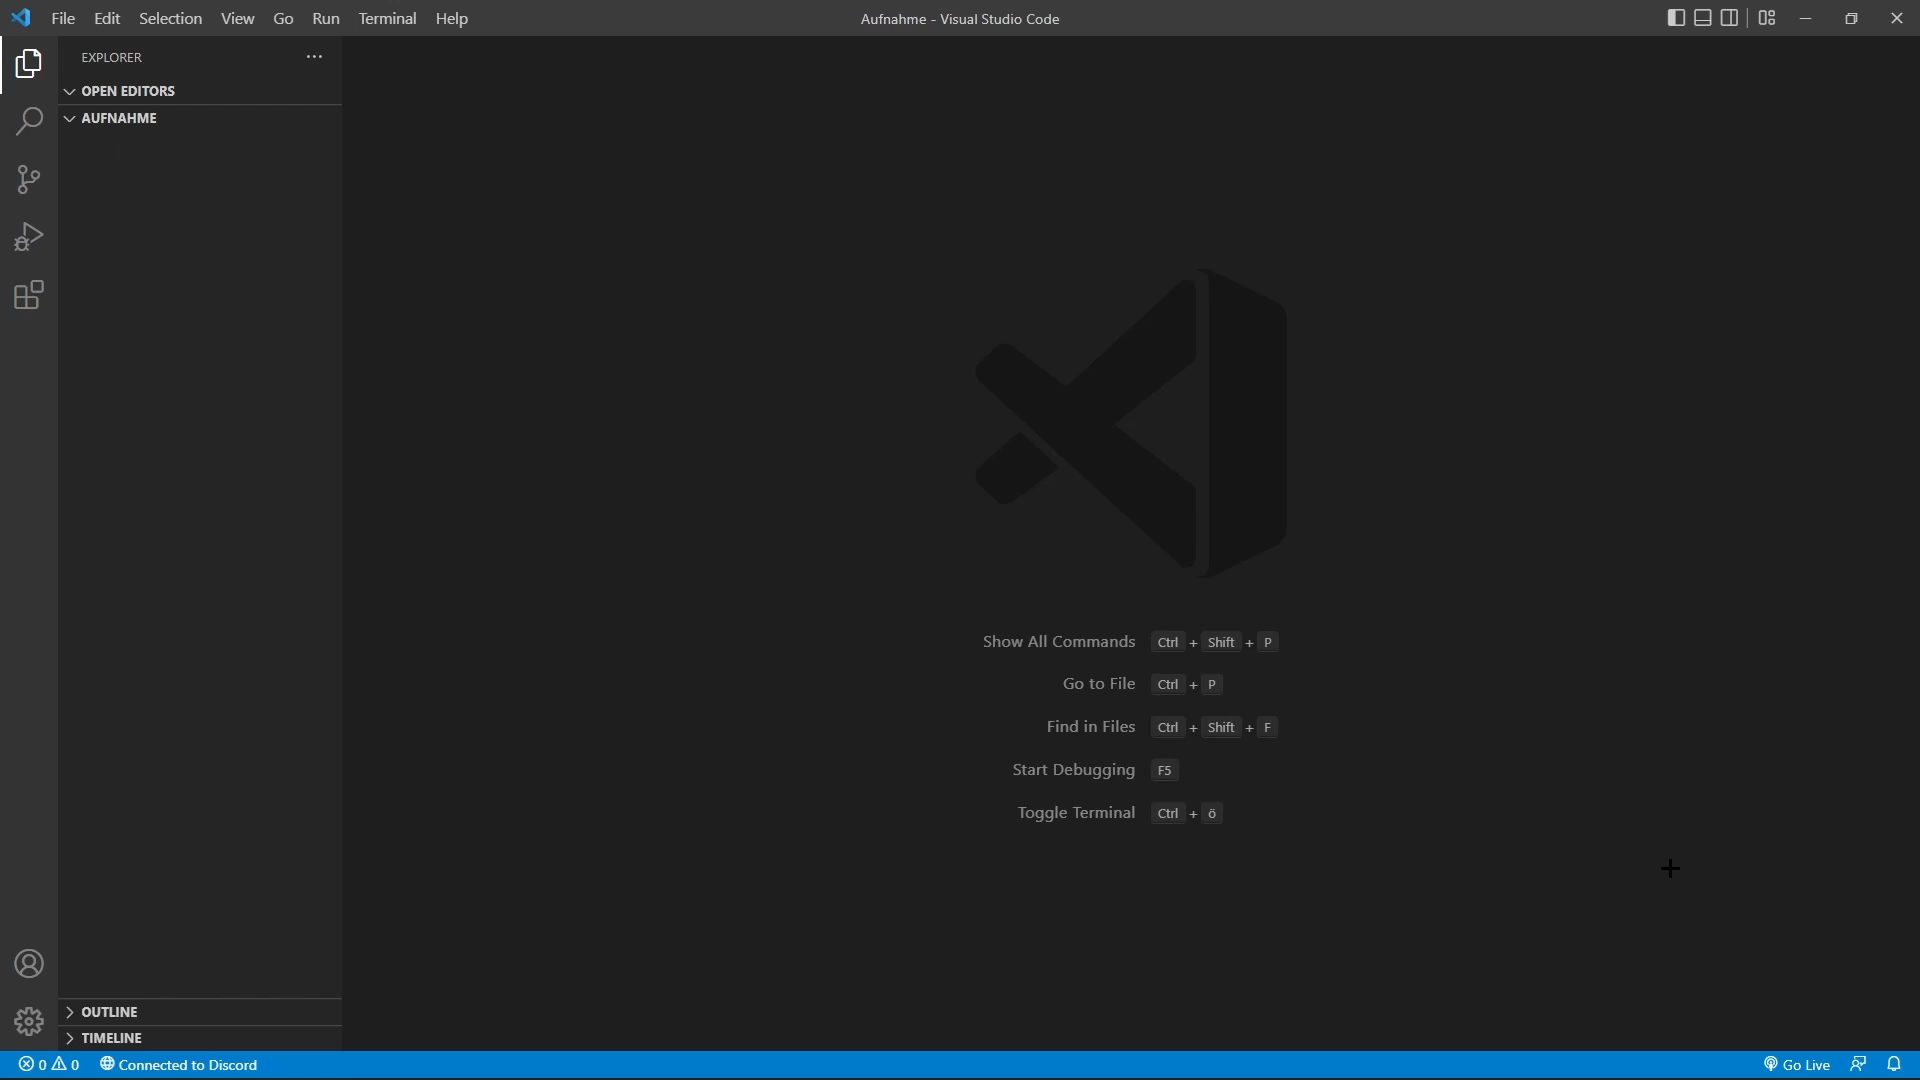 File Edit Selection View Go Run Terminal Help
Aufnahme - Visual Studio Code
EXPLORER
OPEN EDITORS
AUFNAHME
Show All Commands Ctrl + Shift + P
Go to File Ctrl + P
Find in Files Ctrl + Shift + F
Start Debugging F5
Toggle Terminal Ctrl + ö
OUTLINE
TIMELINE
0 0 Connected to Discord
Go Live